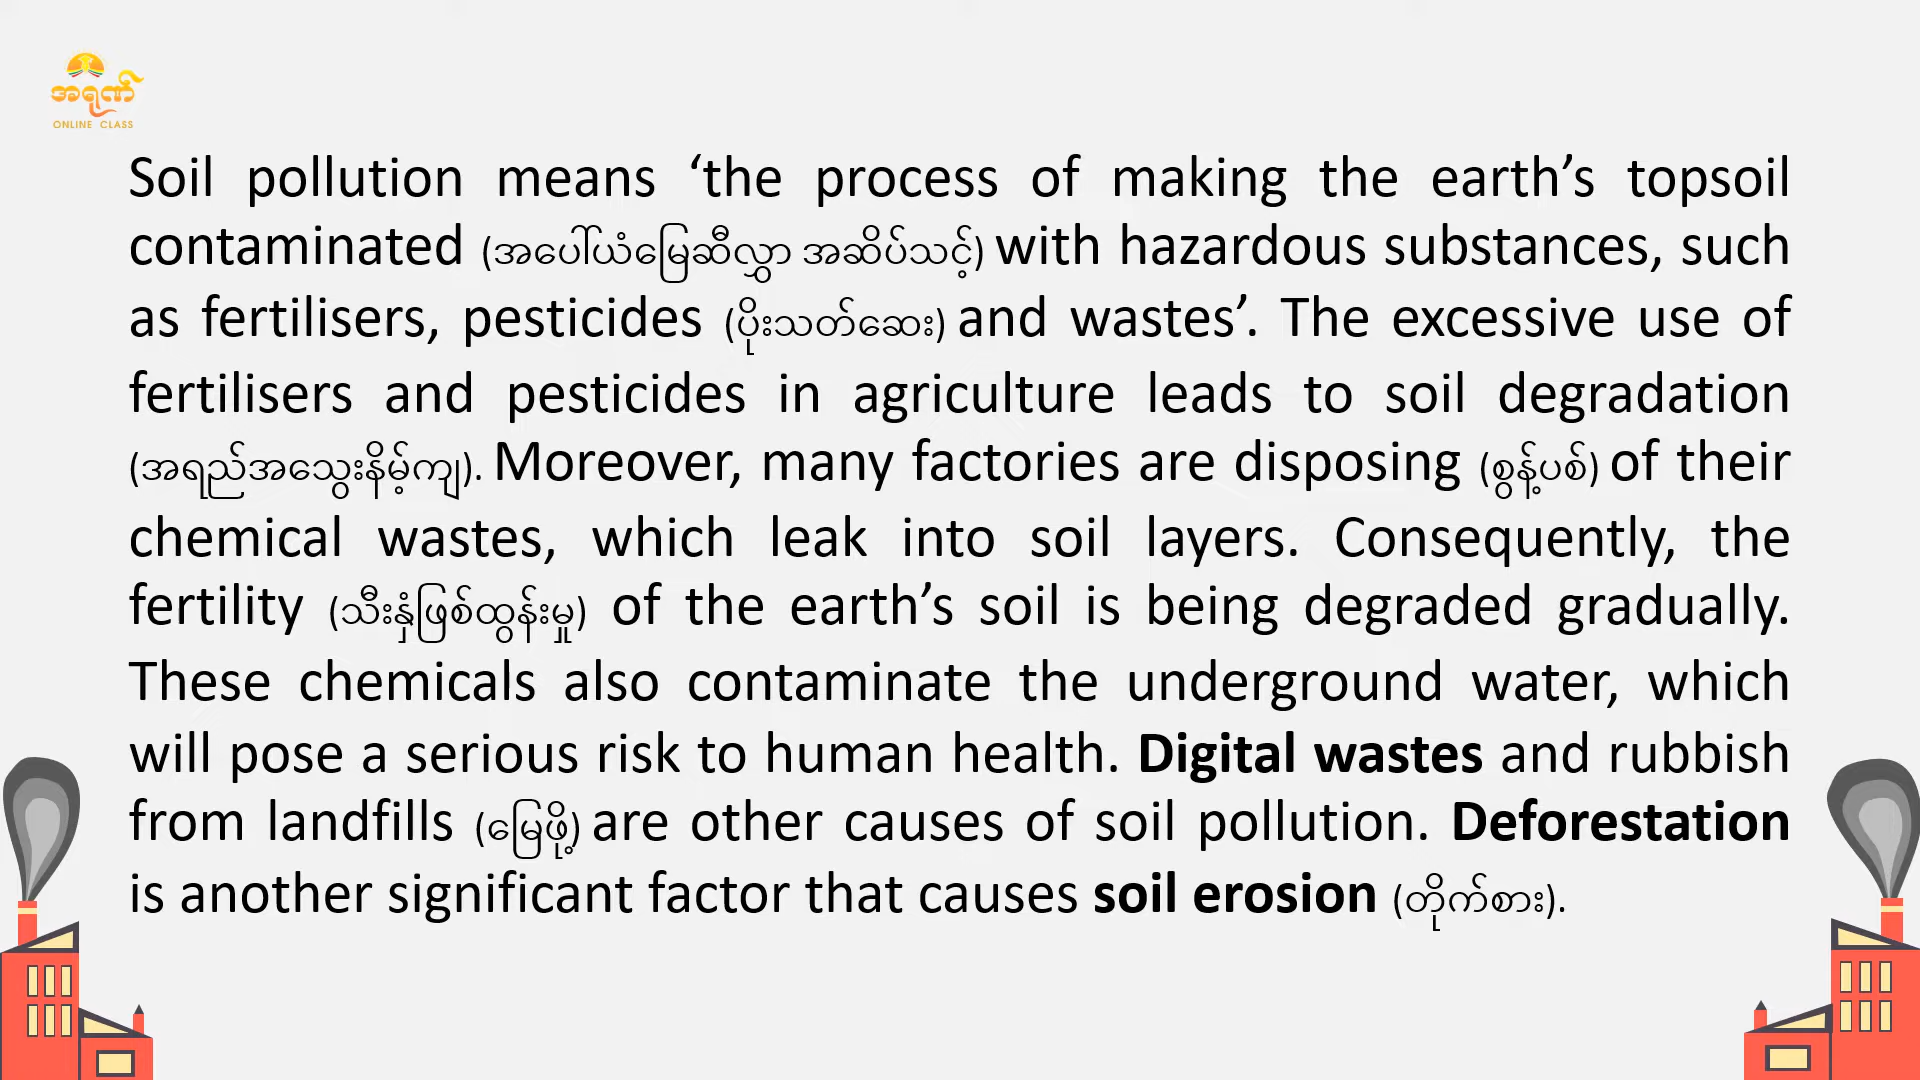 အရုဏ်
ONLINE CLASS
Soil pollution means ‘the process of making the earth’s topsoil
contaminated (အပေါ်ယံမြေဆီလွှာ အဆိပ်သင့်) with hazardous substances, such
as fertilisers, pesticides (ပိုးသတ်ဆေး) and wastes’. The excessive use of
fertilisers and pesticides in agriculture leads to soil degradation
(အရည်အသွေးနိမ့်ကျ). Moreover, many factories are disposing (စွန့်ပစ်) of their
chemical wastes, which leak into soil layers. Consequently, the
fertility (သီးနှံဖြစ်ထွန်းမှု) of the earth’s soil is being degraded gradually.
These chemicals also contaminate the underground water, which
will pose a serious risk to human health. Digital wastes and rubbish
from landfills (မြေဖို့) are other causes of soil pollution. Deforestation
is another significant factor that causes soil erosion (တိုက်စား).